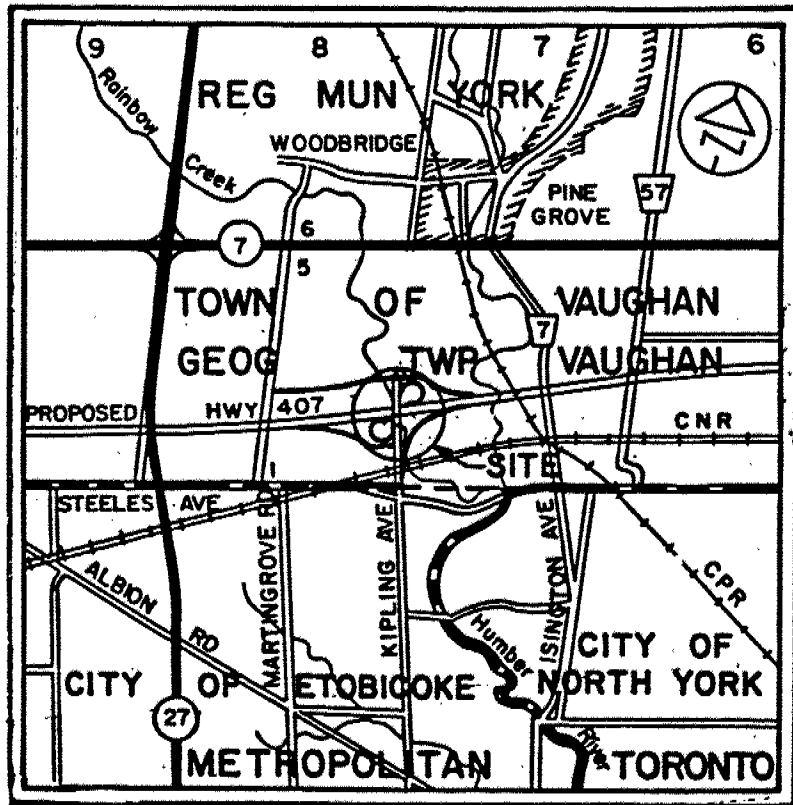 9 8 7 6
Rainbow Creek
REG MUN YORK
WOODBRIDGE
PINE
GROVE
57
7
6
5
TOWN OF VAUGHAN
GEOG TWP VAUGHAN
7
PROPOSED HWY 407
CNR
SITE
1
STEELES AVE
MARTINGROVE RD
KIPLING AVE
ISINGTON AVE
ALBION RD
CPR
Humber River
CITY OF
NORTH YORK
CITY OF ETOBICOKE
27
METROPOLITAN TORONTO